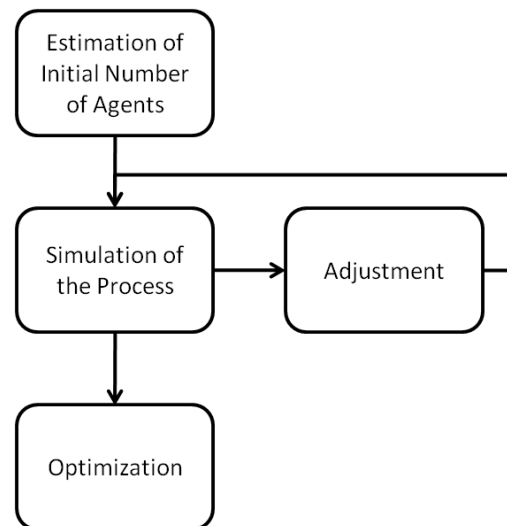 Estimation of
Initial Number
of Agents
Simulation of
the Process
Adjustment
Optimization